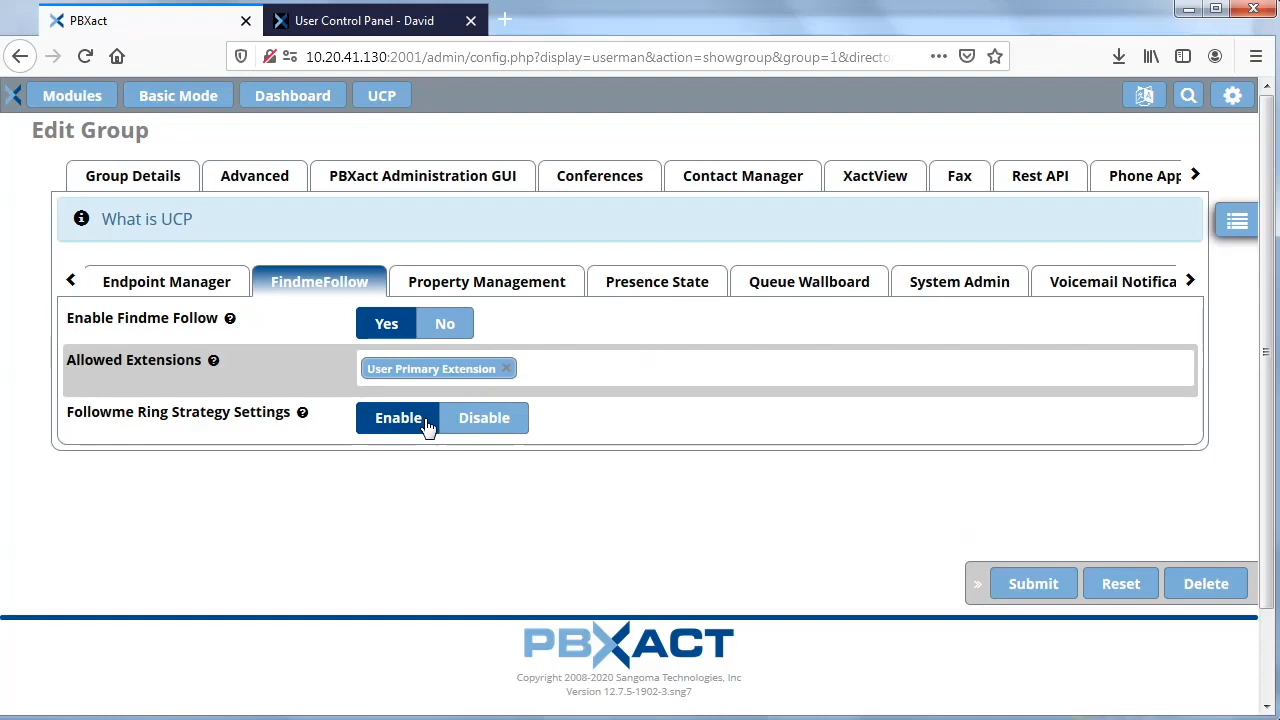 PBXact
User Control Panel - David
10.20.41.130:2001/admin/config.php?display=userman&action=showgroup&group=1&directo
Modules
Basic Mode
Dashboard
UCP
Edit Group
Group Details
Advanced
PBXact Administration GUI
Conferences
Contact Manager
XactView
Fax
Rest API
Phone App
What is UCP
Endpoint Manager
FindmeFollow
Property Management
Presence State
Queue Wallboard
System Admin
Voicemail Notifica
Enable Findme Follow
Yes
No
Allowed Extensions
User Primary Extension
Followme Ring Strategy Settings
Enable
Disable
Submit
Reset
Delete
PBXACT
Copyright 2008-2020 Sangoma Technologies, Inc
Version 12.7.5-1902-3.sng7